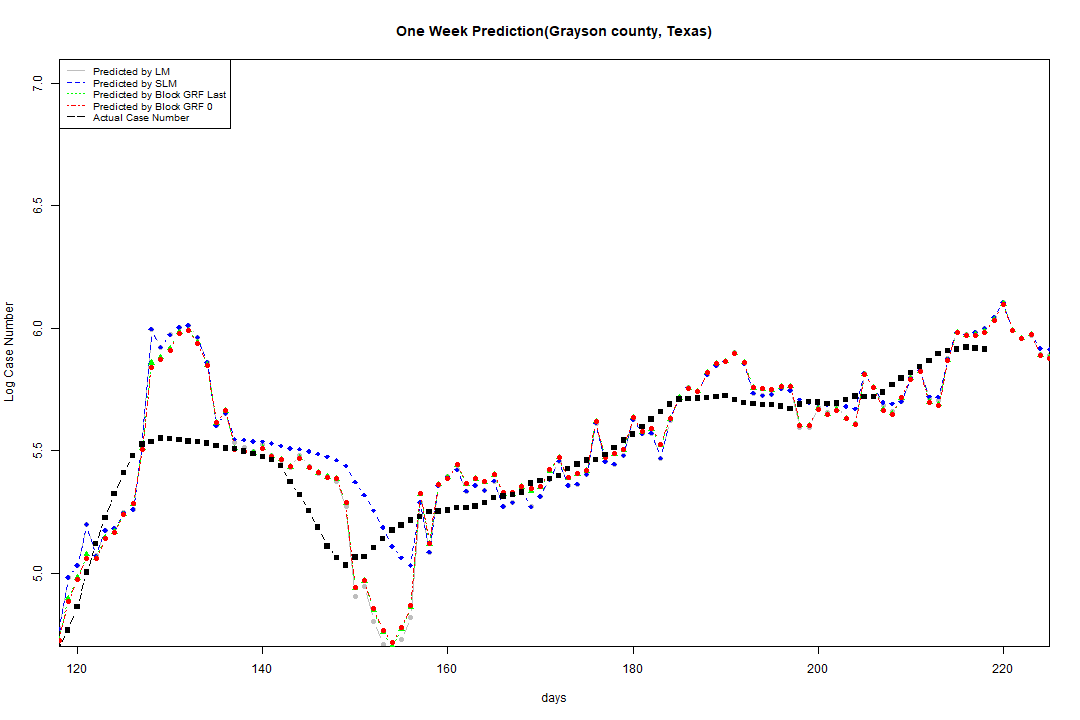 One Week Prediction(Grayson county, Texas)
Predicted by LM
Predicted by SLM
Predicted by Block GRF Last
Predicted by Block GRF 0
Actual Case Number
7.0
6.5
6.0
5.5
5.0
Log Case Number
120 140 160 180 200 220
days